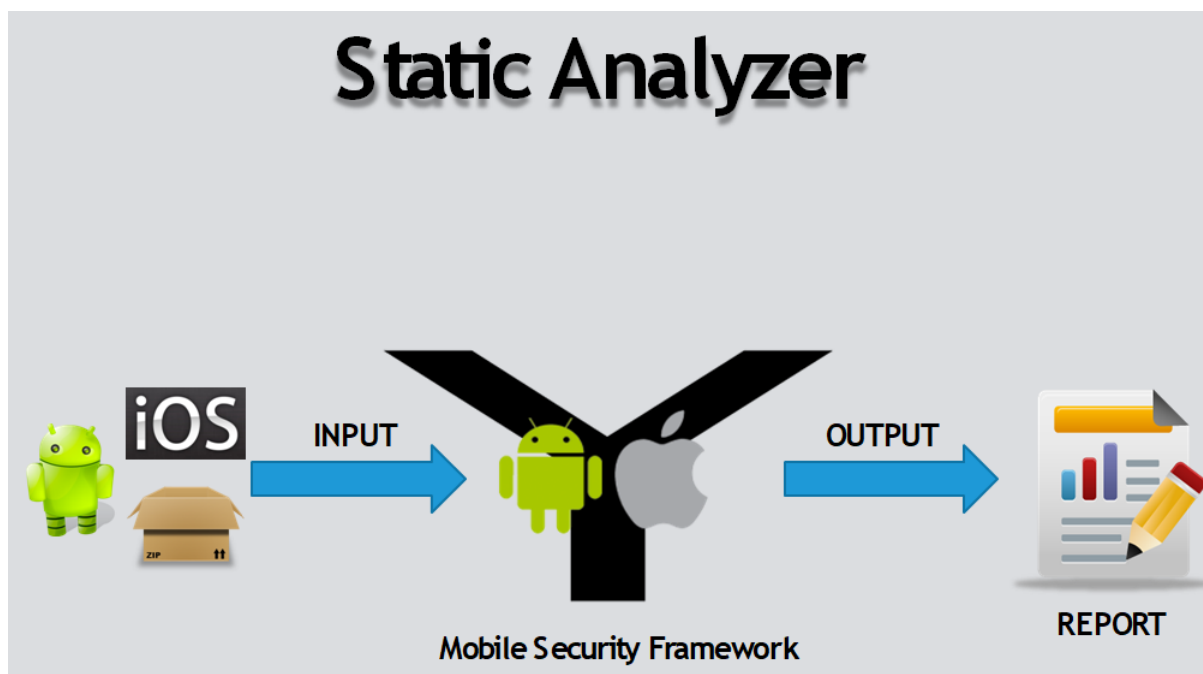 Static Analyzer
iOS
ZIP
INPUT
OUTPUT
REPORT
Mobile Security Framework